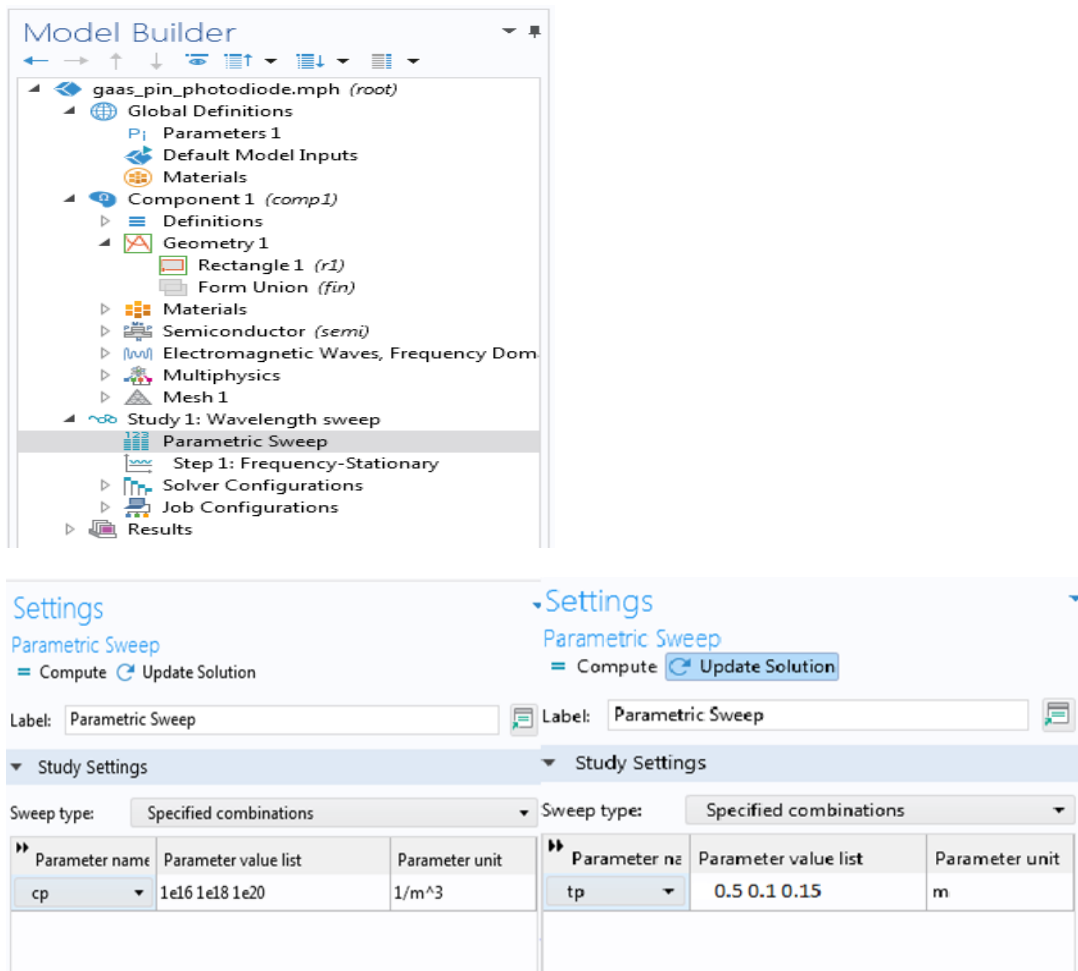 Model Builder
gaas_pin_photodiode.mph (root)
Global Definitions
Pi Parameters 1
Default Model Inputs
Materials
Component 1 (comp1)
Definitions
Geometry 1
Rectangle 1 (r1)
Form Union (fin)
Materials
Semiconductor (semi)
Electromagnetic Waves, Frequency Dom
Multiphysics
Mesh 1
Study 1: Wavelength sweep
123 Parametric Sweep
Step 1: Frequency-Stationary
Solver Configurations
Job Configurations
Results
Settings
Parametric Sweep
= Compute Update Solution
Label: Parametric Sweep
Study Settings
Sweep type: Specified combinations
Parameter name Parameter value list Parameter unit
cp 1e16 1e18 1e20 1/m^3
Settings
Parametric Sweep
= Compute Update Solution
Label: Parametric Sweep
Study Settings
Sweep type: Specified combinations
Parameter na Parameter value list Parameter unit
tp 0.5 0.1 0.15 m